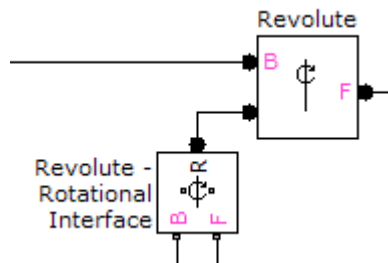 Revolute
B
F
Revolute -
Rotational
Interface
R
B F